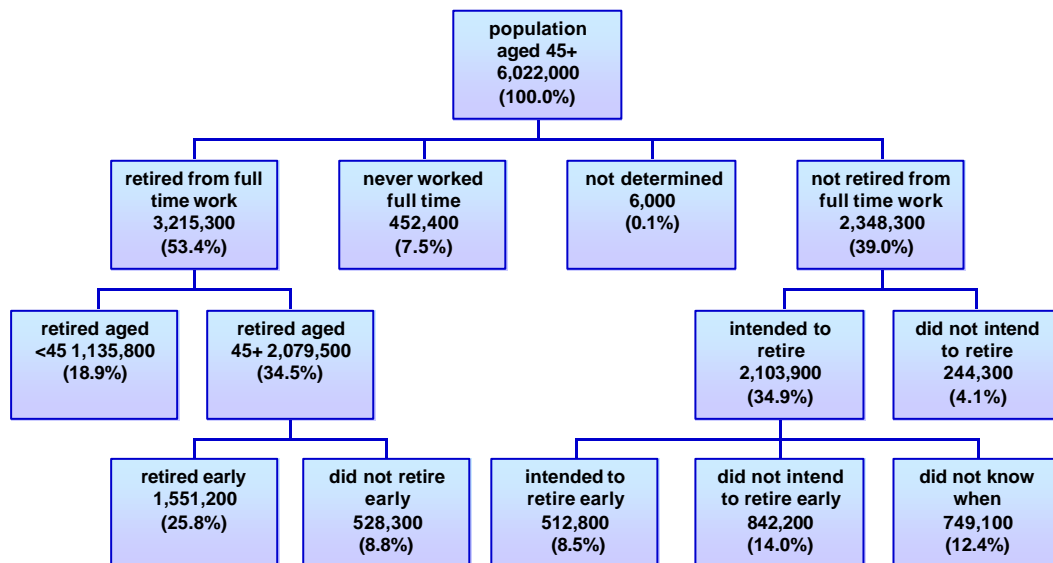 population
aged 45+
6,022,000
(100.0%)
retired from full
time work
3,215,300
(53.4%)
never worked
full time
452,400
(7.5%)
not determined
6,000
(0.1%)
not retired from
full time work
2,348,300
(39.0%)
retired aged
<45 1,135,800
(18.9%)
retired aged
45+ 2,079,500
(34.5%)
intended to
retire
2,103,900
(34.9%)
did not intend
to retire
244,300
(4.1%)
retired early
1,551,200
(25.8%)
did not retire
early
528,300
(8.8%)
intended to
retire early
512,800
(8.5%)
did not intend
to retire early
842,200
(14.0%)
did not know
when
749,100
(12.4%)